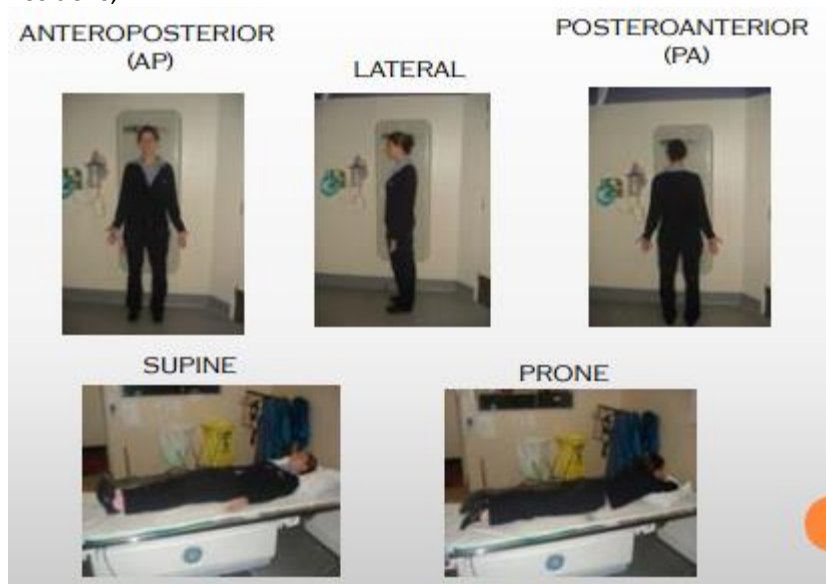 ANTEROPOSTERIOR
(AP)
LATERAL
POSTEROANTERIOR
(PA)
SUPINE
PRONE